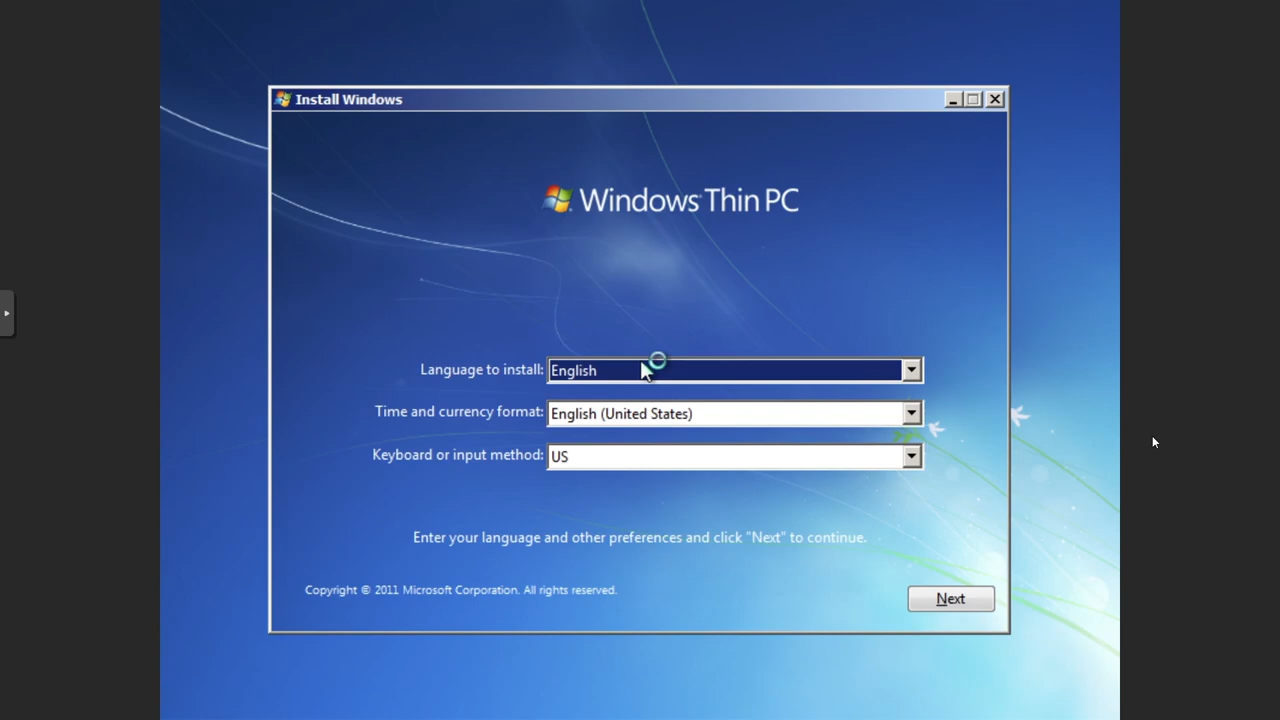 Install Windows
Windows Thin PC
Language to install: English
Time and currency format: English (United States)
Keyboard or input method: US
Enter your language and other preferences and click "Next" to continue.
Copyright © 2011 Microsoft Corporation. All rights reserved.
Next